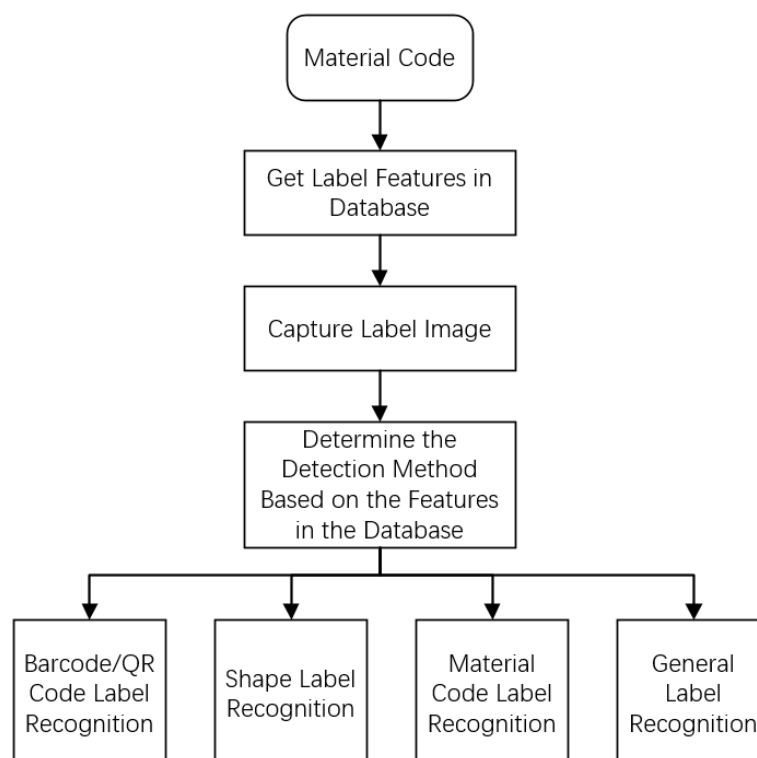 Material Code
Get Label Features in
Database
Capture Label Image
Determine the
Detection Method
Based on the Features
in the Database
Barcode/QR
Code Label
Recognition
Shape Label
Recognition
Material
Code Label
Recognition
General
Label
Recognition